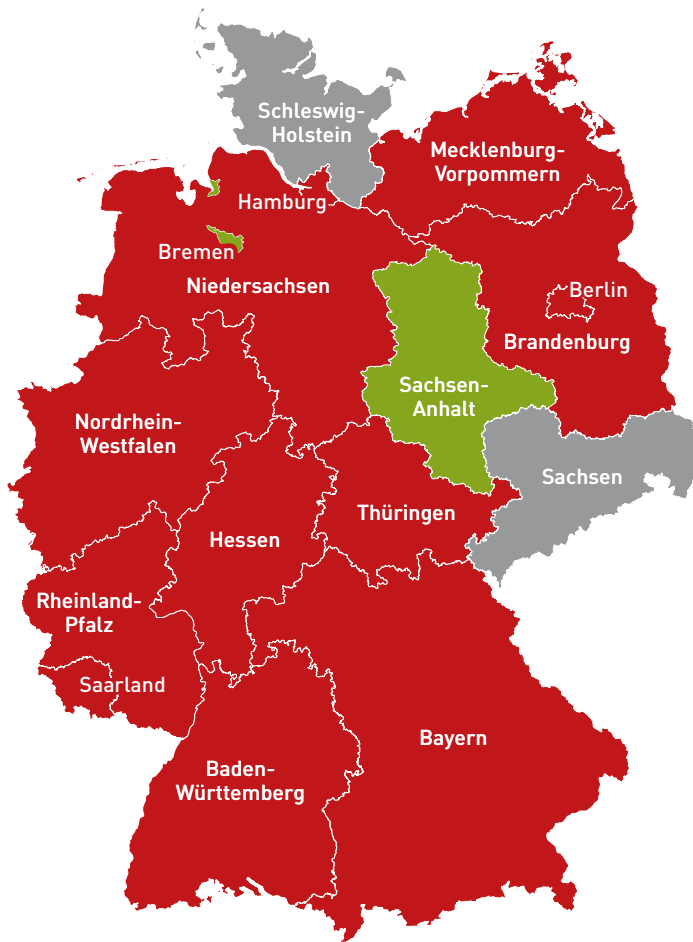 Schleswig-
Holstein
Mecklenburg-
Vorpommern
Hamburg
Bremen
Niedersachsen
Berlin
Brandenburg
Sachsen-
Anhalt
Nordrhein-
Westfalen
Sachsen
Thüringen
Hessen
Rheinland-
Pfalz
Saarland
Bayern
Baden-
Württemberg